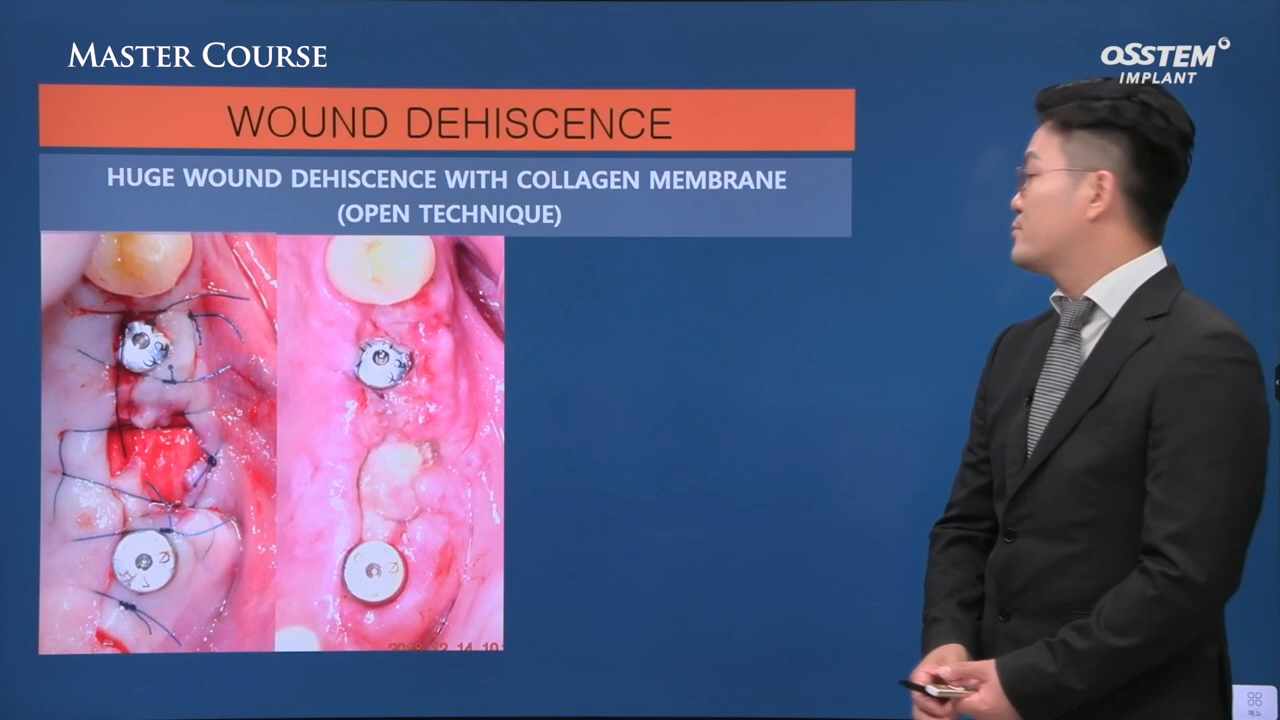 MASTER COURSE
OSSTEM
IMPLANT
WOUND DEHISCENCE
HUGE WOUND DEHISCENCE WITH COLLAGEN MEMBRANE
(OPEN TECHNIQUE)